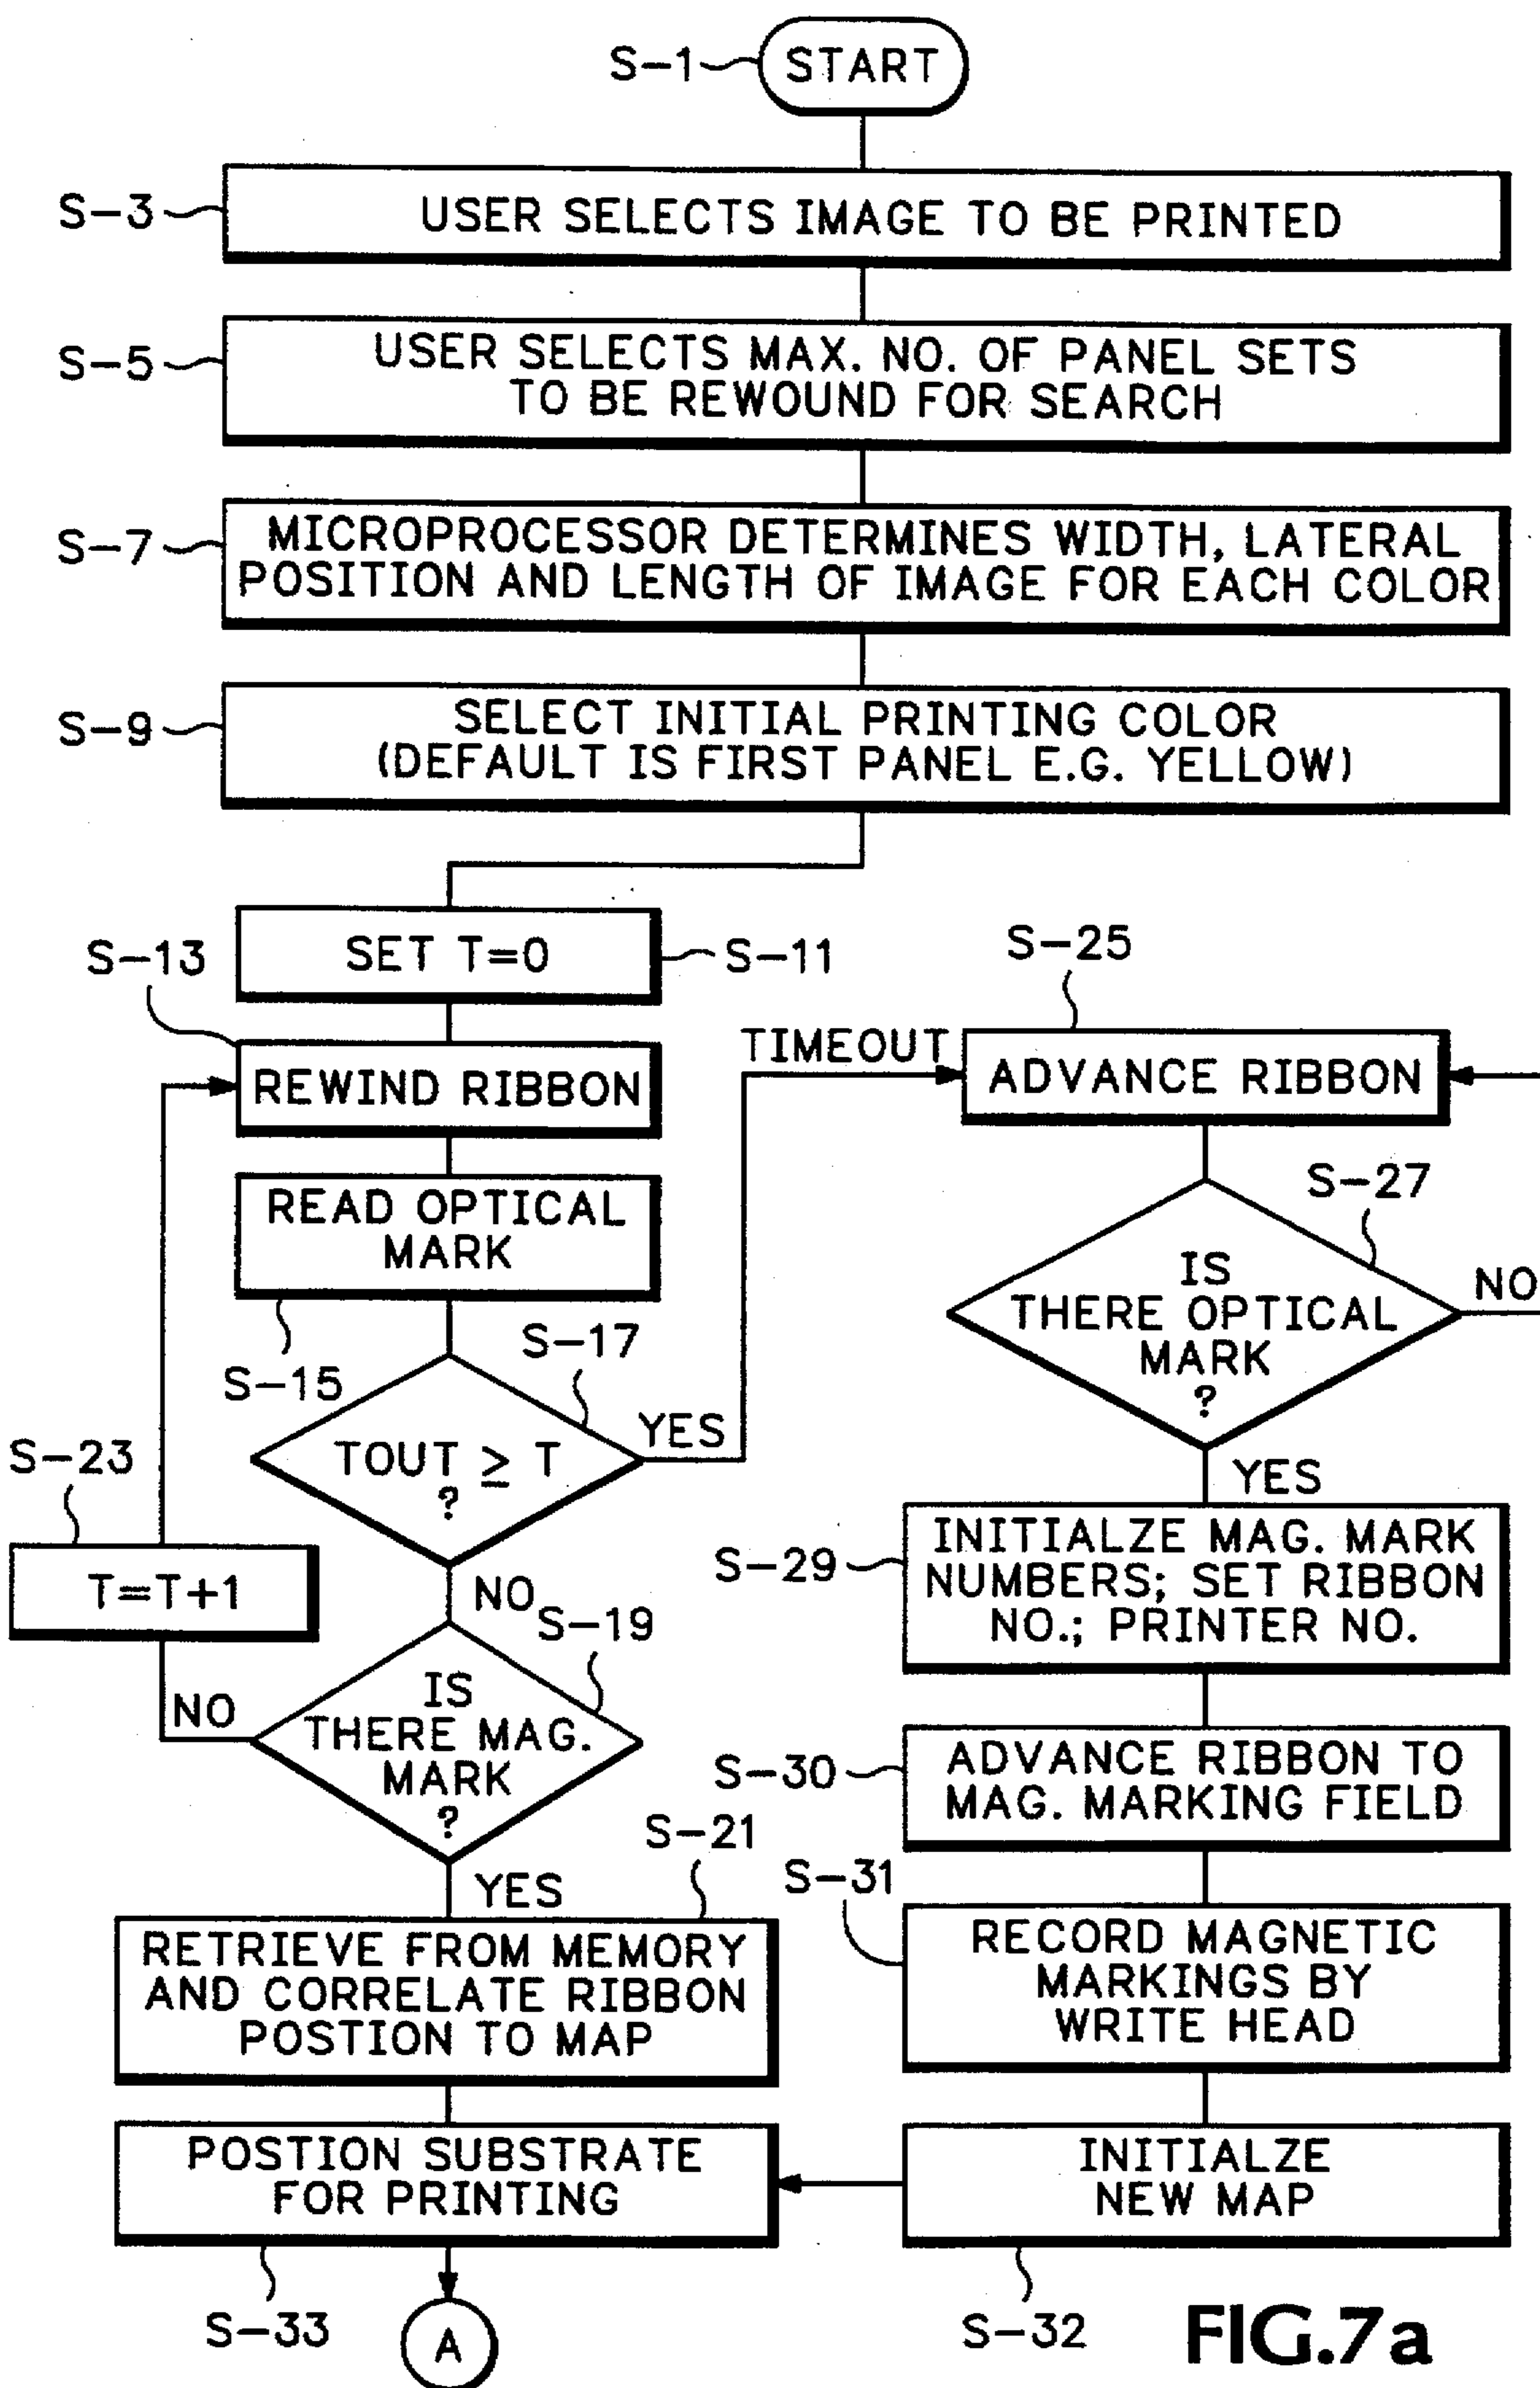 S-1
START
S-3
USER SELECTS IMAGE TO BE PRINTED
S-5
USER SELECTS MAX. NO. OF PANEL SETS
TO BE REWOUND FOR SEARCH
S-7
MICROPROCESSOR DETERMINES WIDTH, LATERAL
POSITION AND LENGTH OF IMAGE FOR EACH COLOR
S-9
SELECT INITIAL PRINTING COLOR
(DEFAULT IS FIRST PANEL E.G. YELLOW)
SET T=0
S-11
S-13
REWIND RIBBON
READ OPTICAL
MARK
S-15
S-17
TOUT ≥ T
?
YES
TIMEOUT
NO
S-23
T=T+1
S-19
IS
THERE MAG.
MARK
?
NO
YES
S-21
RETRIEVE FROM MEMORY
AND CORRELATE RIBBON
POSTION TO MAP
S-25
ADVANCE RIBBON
S-27
IS
THERE OPTICAL
MARK
?
NO
YES
S-29
INITIALZE MAG. MARK
NUMBERS; SET RIBBON
NO.; PRINTER NO.
S-30
ADVANCE RIBBON TO
MAG. MARKING FIELD
S-31
RECORD MAGNETIC
MARKINGS BY
WRITE HEAD
INITIALZE
NEW MAP
S-32
POSTION SUBSTRATE
FOR PRINTING
S-33
A
FIG.7a